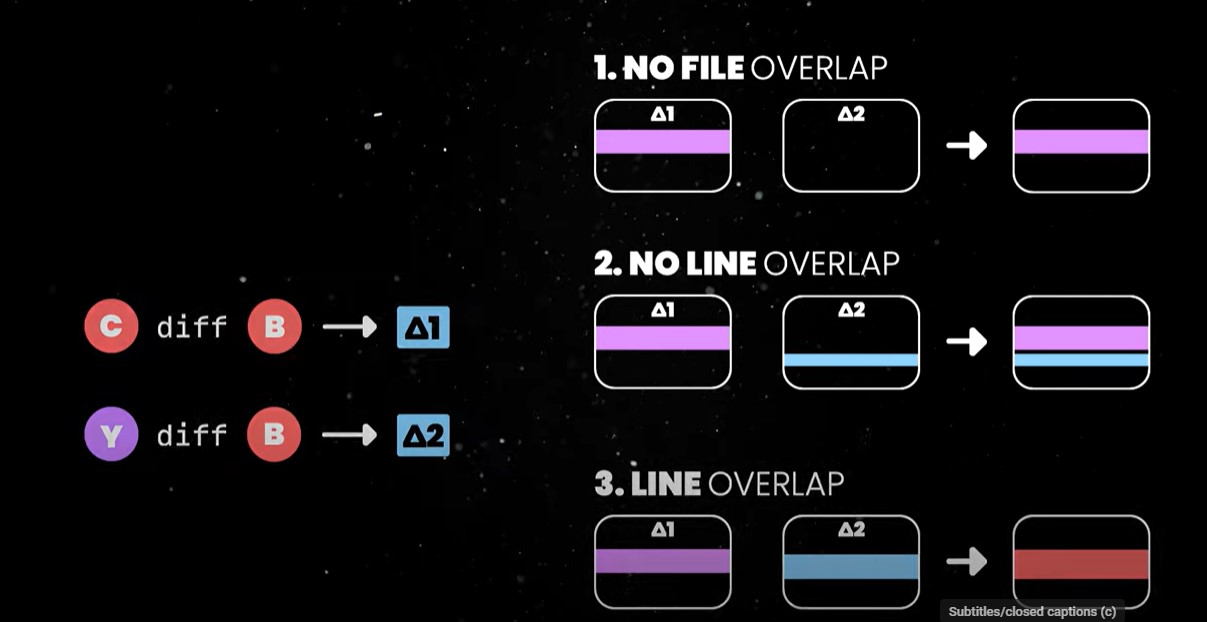 C diff B → Δ1
Y diff B → Δ2
1. NO FILE OVERLAP
Δ1 Δ2
2. NO LINE OVERLAP
Δ1 Δ2
3. LINE OVERLAP
Δ1 Δ2
Subtitles/closed captions (c)